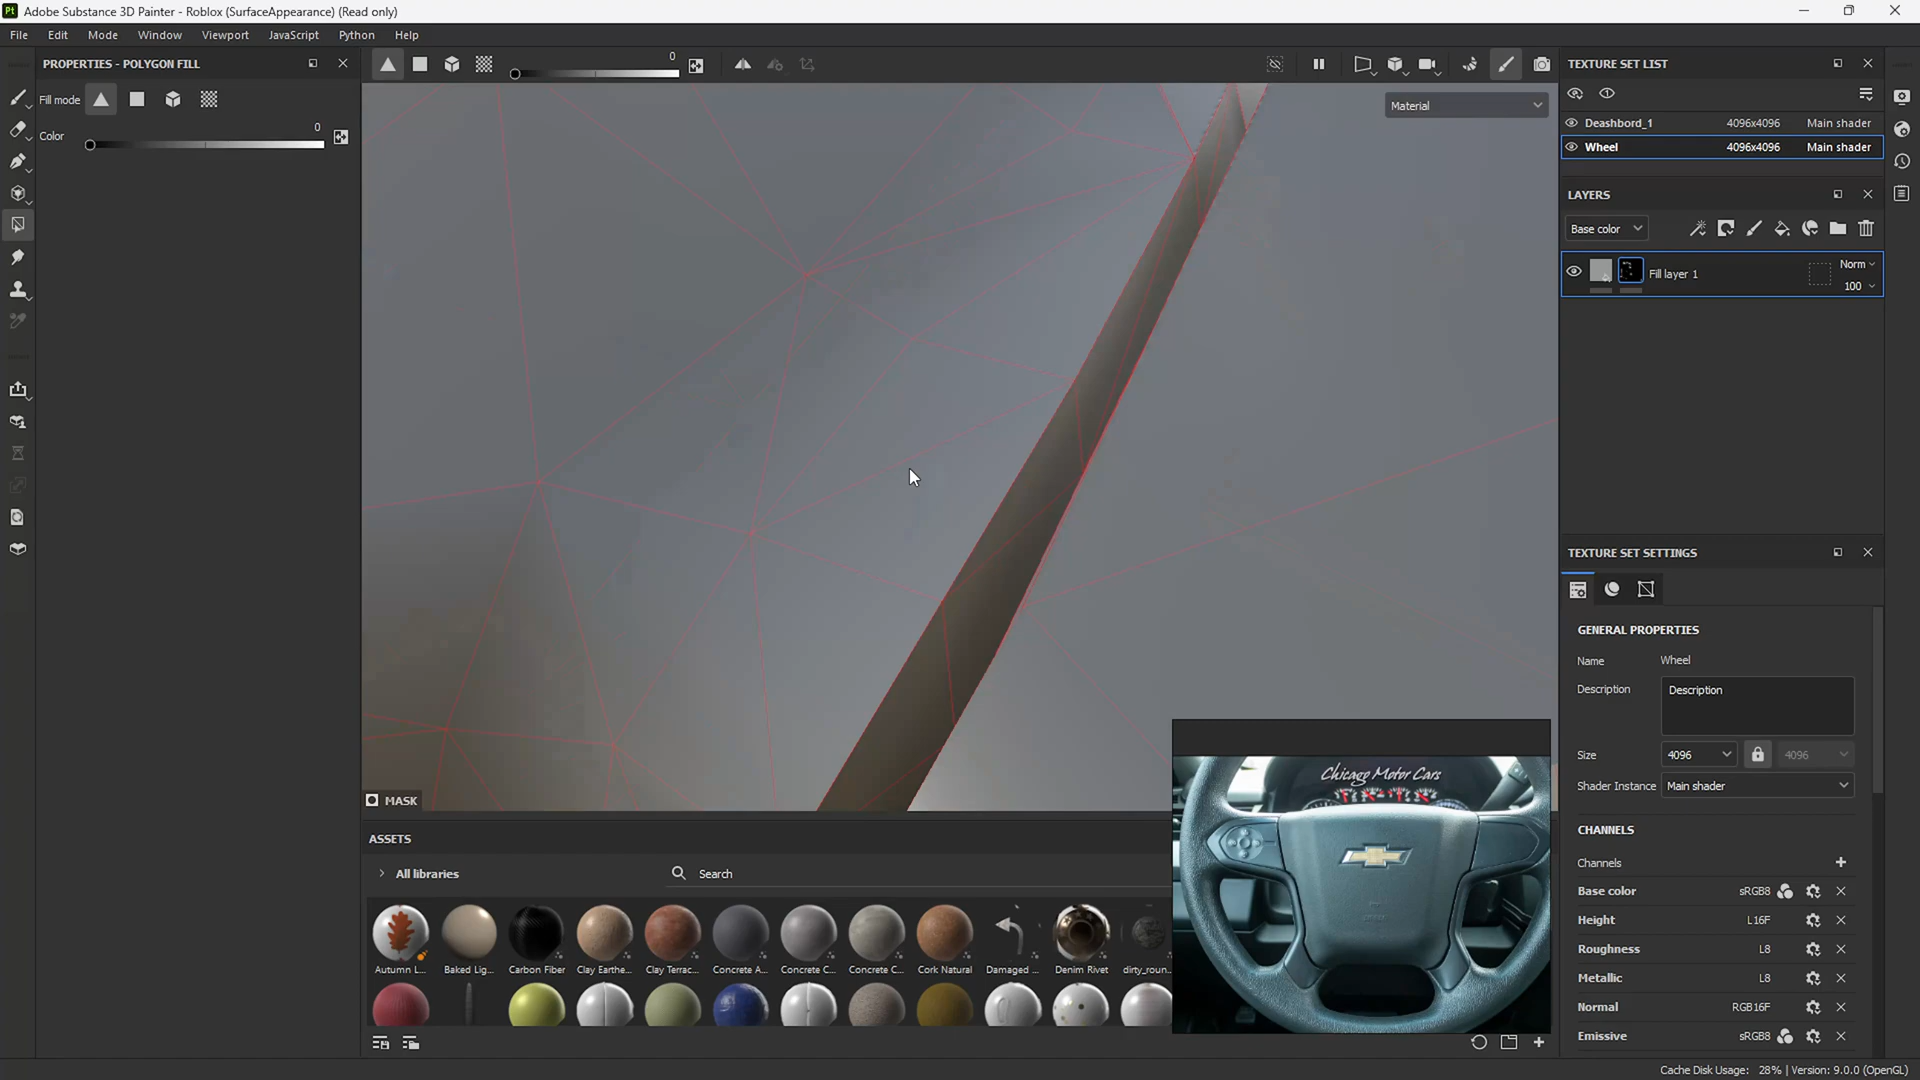 Adobe Substance 3D Painter - Roblox (SurfaceAppearance) (Read only)
File Edit Mode Window Viewport JavaScript Python Help
PROPERTIES - POLYGON FILL
Fill mode
Color
0
0
Material
MASK
ASSETS
All libraries
Search
Autumn L...
Baked Lig...
Carbon Fiber
Clay Earthe...
Clay Terrac...
Concrete A...
Concrete C...
Concrete C...
Cork Natural
Damaged ...
Denim Rivet
dirty_roun...
Chicago Motor Cars
TEXTURE SET LIST
Deashbord_1 4096x4096 Main shader
Wheel 4096x4096 Main shader
LAYERS
Base color
Fill layer 1
Norm
100
TEXTURE SET SETTINGS
GENERAL PROPERTIES
Name Wheel
Description Description
Size 4096 4096
Shader Instance Main shader
CHANNELS
Channels
Base color sRGB8
Height L16F
Roughness L8
Metallic L8
Normal RGB16F
Emissive sRGB8
Cache Disk Usage: 28% | Version: 9.0.0 (OpenGL)